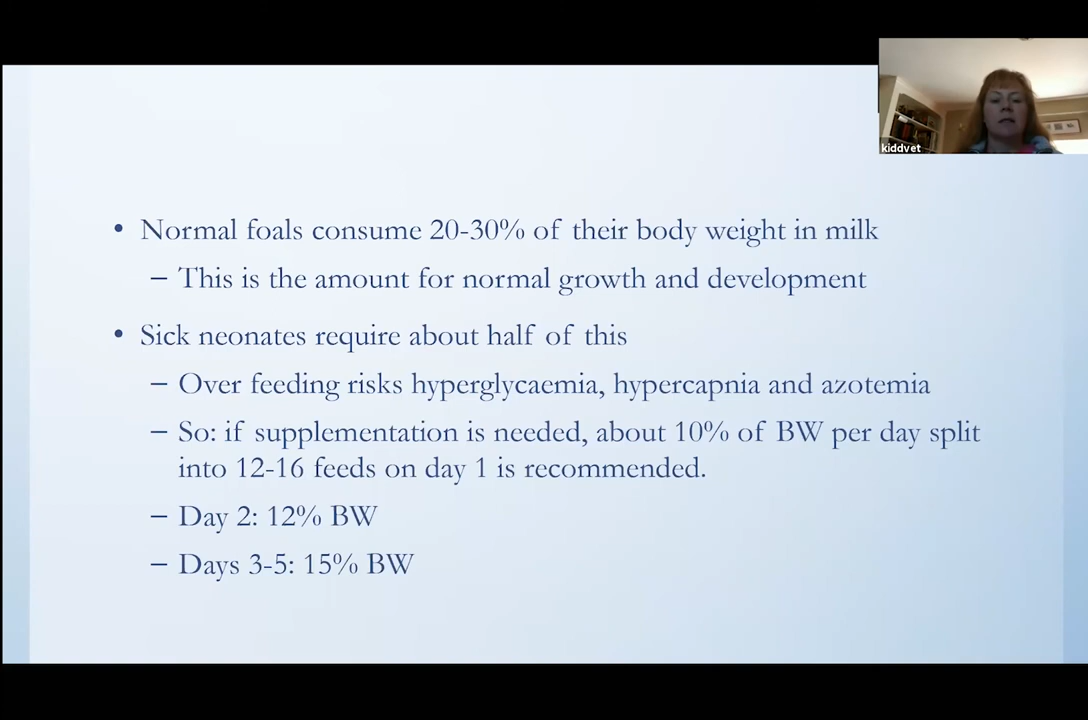 kiddvet
• Normal foals consume 20-30% of their body weight in milk
– This is the amount for normal growth and development
• Sick neonates require about half of this
– Over feeding risks hyperglycaemia, hypercapnia and azotemia
– So: if supplementation is needed, about 10% of BW per day split
into 12-16 feeds on day 1 is recommended.
– Day 2: 12% BW
– Days 3-5: 15% BW